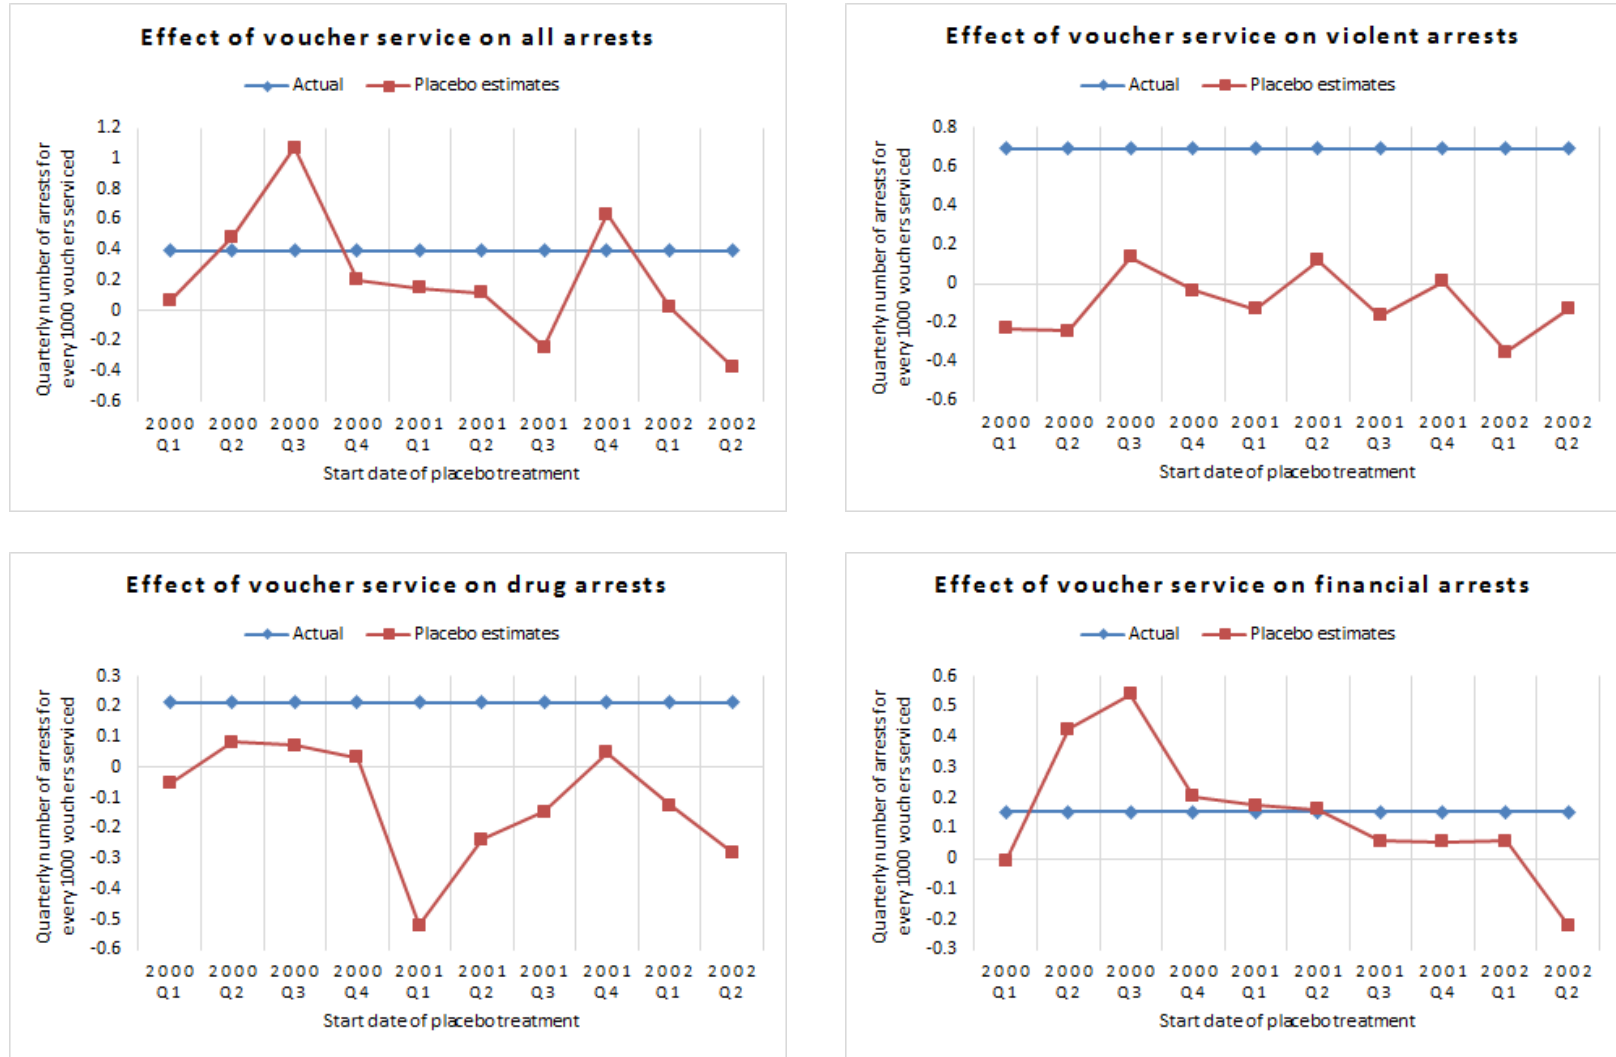 Effect of voucher service on all arrests
Actual Placebo estimates
Quarterly number of arrests for
every 1000 vouchers serviced
1.2
1
0.8
0.6
0.4
0.2
0
-0.2
-0.4
-0.6
2000 2000 2000 2000 2001 2001 2001 2001 2002 2002
Q1 Q2 Q3 Q4 Q1 Q2 Q3 Q4 Q1 Q2
Start date of placebo treatment
Effect of voucher service on violent arrests
Actual Placebo estimates
Quarterly number of arrests for
every 1000 vouchers serviced
0.8
0.6
0.4
0.2
0
-0.2
-0.4
-0.6
2000 2000 2000 2000 2001 2001 2001 2001 2002 2002
Q1 Q2 Q3 Q4 Q1 Q2 Q3 Q4 Q1 Q2
Start date of placebo treatment
Effect of voucher service on drug arrests
Actual Placebo estimates
Quarterly number of arrests for
every 1000 vouchers serviced
0.3
0.2
0.1
0
-0.1
-0.2
-0.3
-0.4
-0.5
-0.6
2000 2000 2000 2000 2001 2001 2001 2001 2002 2002
Q1 Q2 Q3 Q4 Q1 Q2 Q3 Q4 Q1 Q2
Start date of placebo treatment
Effect of voucher service on financial arrests
Actual Placebo estimates
Quarterly number of arrests for
every 1000 vouchers serviced
0.6
0.5
0.4
0.3
0.2
0.1
0
-0.1
-0.2
-0.3
2000 2000 2000 2000 2001 2001 2001 2001 2002 2002
Q1 Q2 Q3 Q4 Q1 Q2 Q3 Q4 Q1 Q2
Start date of placebo treatment